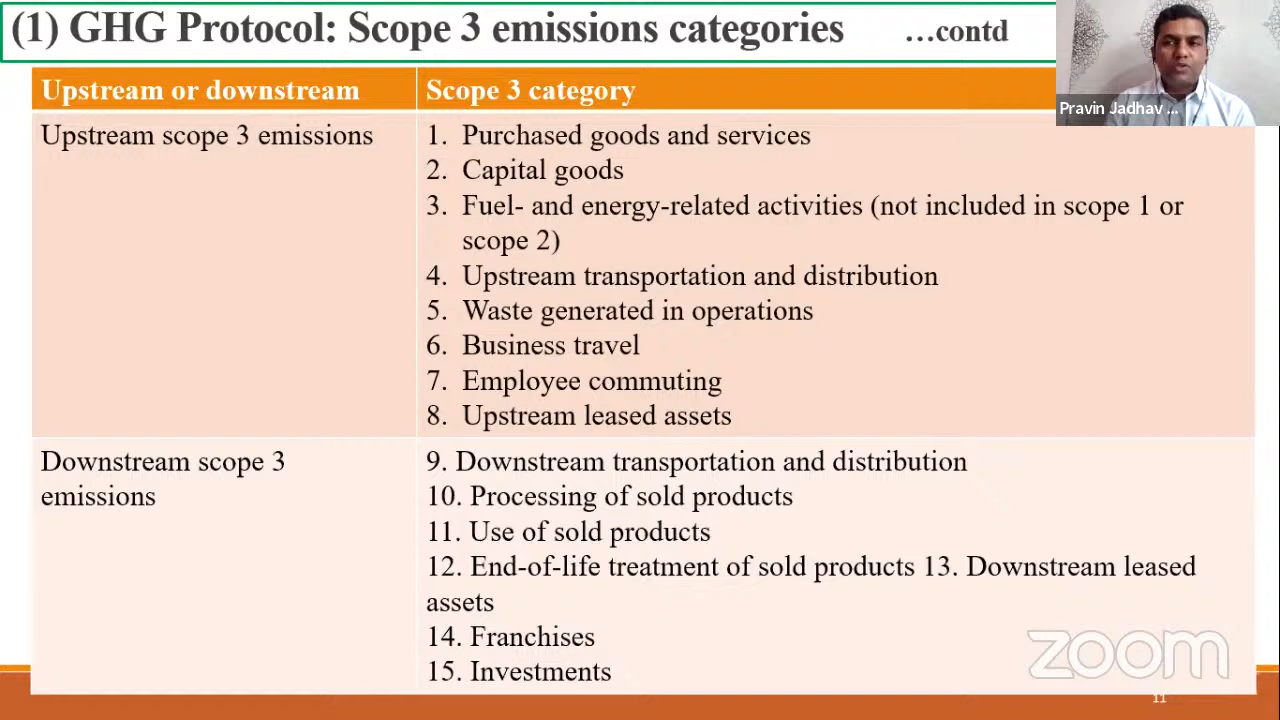 (1) GHG Protocol: Scope 3 emissions categories …contd
Pravin Jadhav ...
Upstream or downstream
Scope 3 category
Upstream scope 3 emissions
1. Purchased goods and services
2. Capital goods
3. Fuel- and energy-related activities (not included in scope 1 or
scope 2)
4. Upstream transportation and distribution
5. Waste generated in operations
6. Business travel
7. Employee commuting
8. Upstream leased assets
Downstream scope 3
emissions
9. Downstream transportation and distribution
10. Processing of sold products
11. Use of sold products
12. End-of-life treatment of sold products 13. Downstream leased
assets
14. Franchises
15. Investments
zoom
11